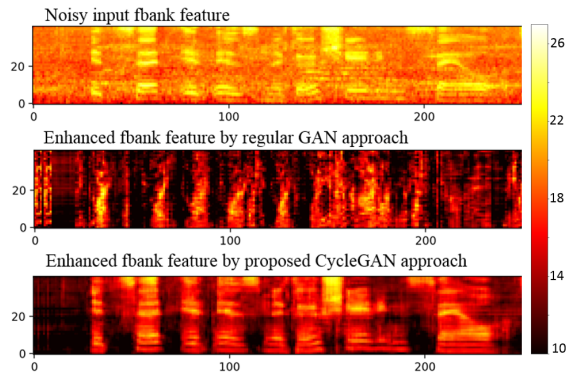 Noisy input fbank feature
20
0
0 100 200
Enhanced fbank feature by regular GAN approach
20
0
0 100 200
Enhanced fbank feature by proposed CycleGAN approach
20
0
0 100 200
26
22
18
14
10